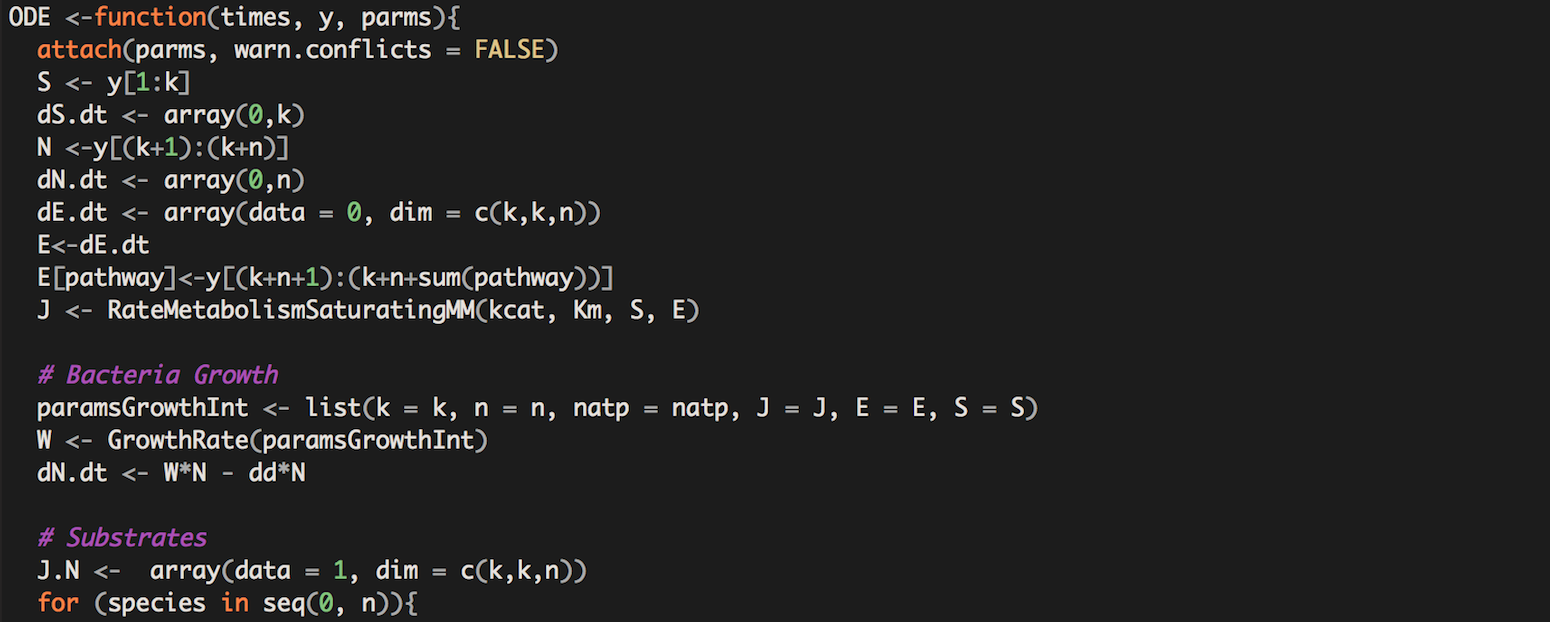 ODE <-function(times, y, parms){
  attach(parms, warn.conflicts = FALSE)
  S <- y[1:k]
  dS.dt <- array(0,k)
  N <-y[(k+1):(k+n)]
  dN.dt <- array(0,n)
  dE.dt <- array(data = 0, dim = c(k,k,n))
  E<-dE.dt
  E[pathway]<-y[(k+n+1):(k+n+sum(pathway))]
  J <- RateMetabolismSaturatingMM(kcat, Km, S, E)

  # Bacteria Growth
  paramsGrowthInt <- list(k = k, n = n, natp = natp, J = J, E = E, S = S)
  W <- GrowthRate(paramsGrowthInt)
  dN.dt <- W*N - dd*N

  # Substrates
  J.N <-  array(data = 1, dim = c(k,k,n))
  for (species in seq(0, n)){